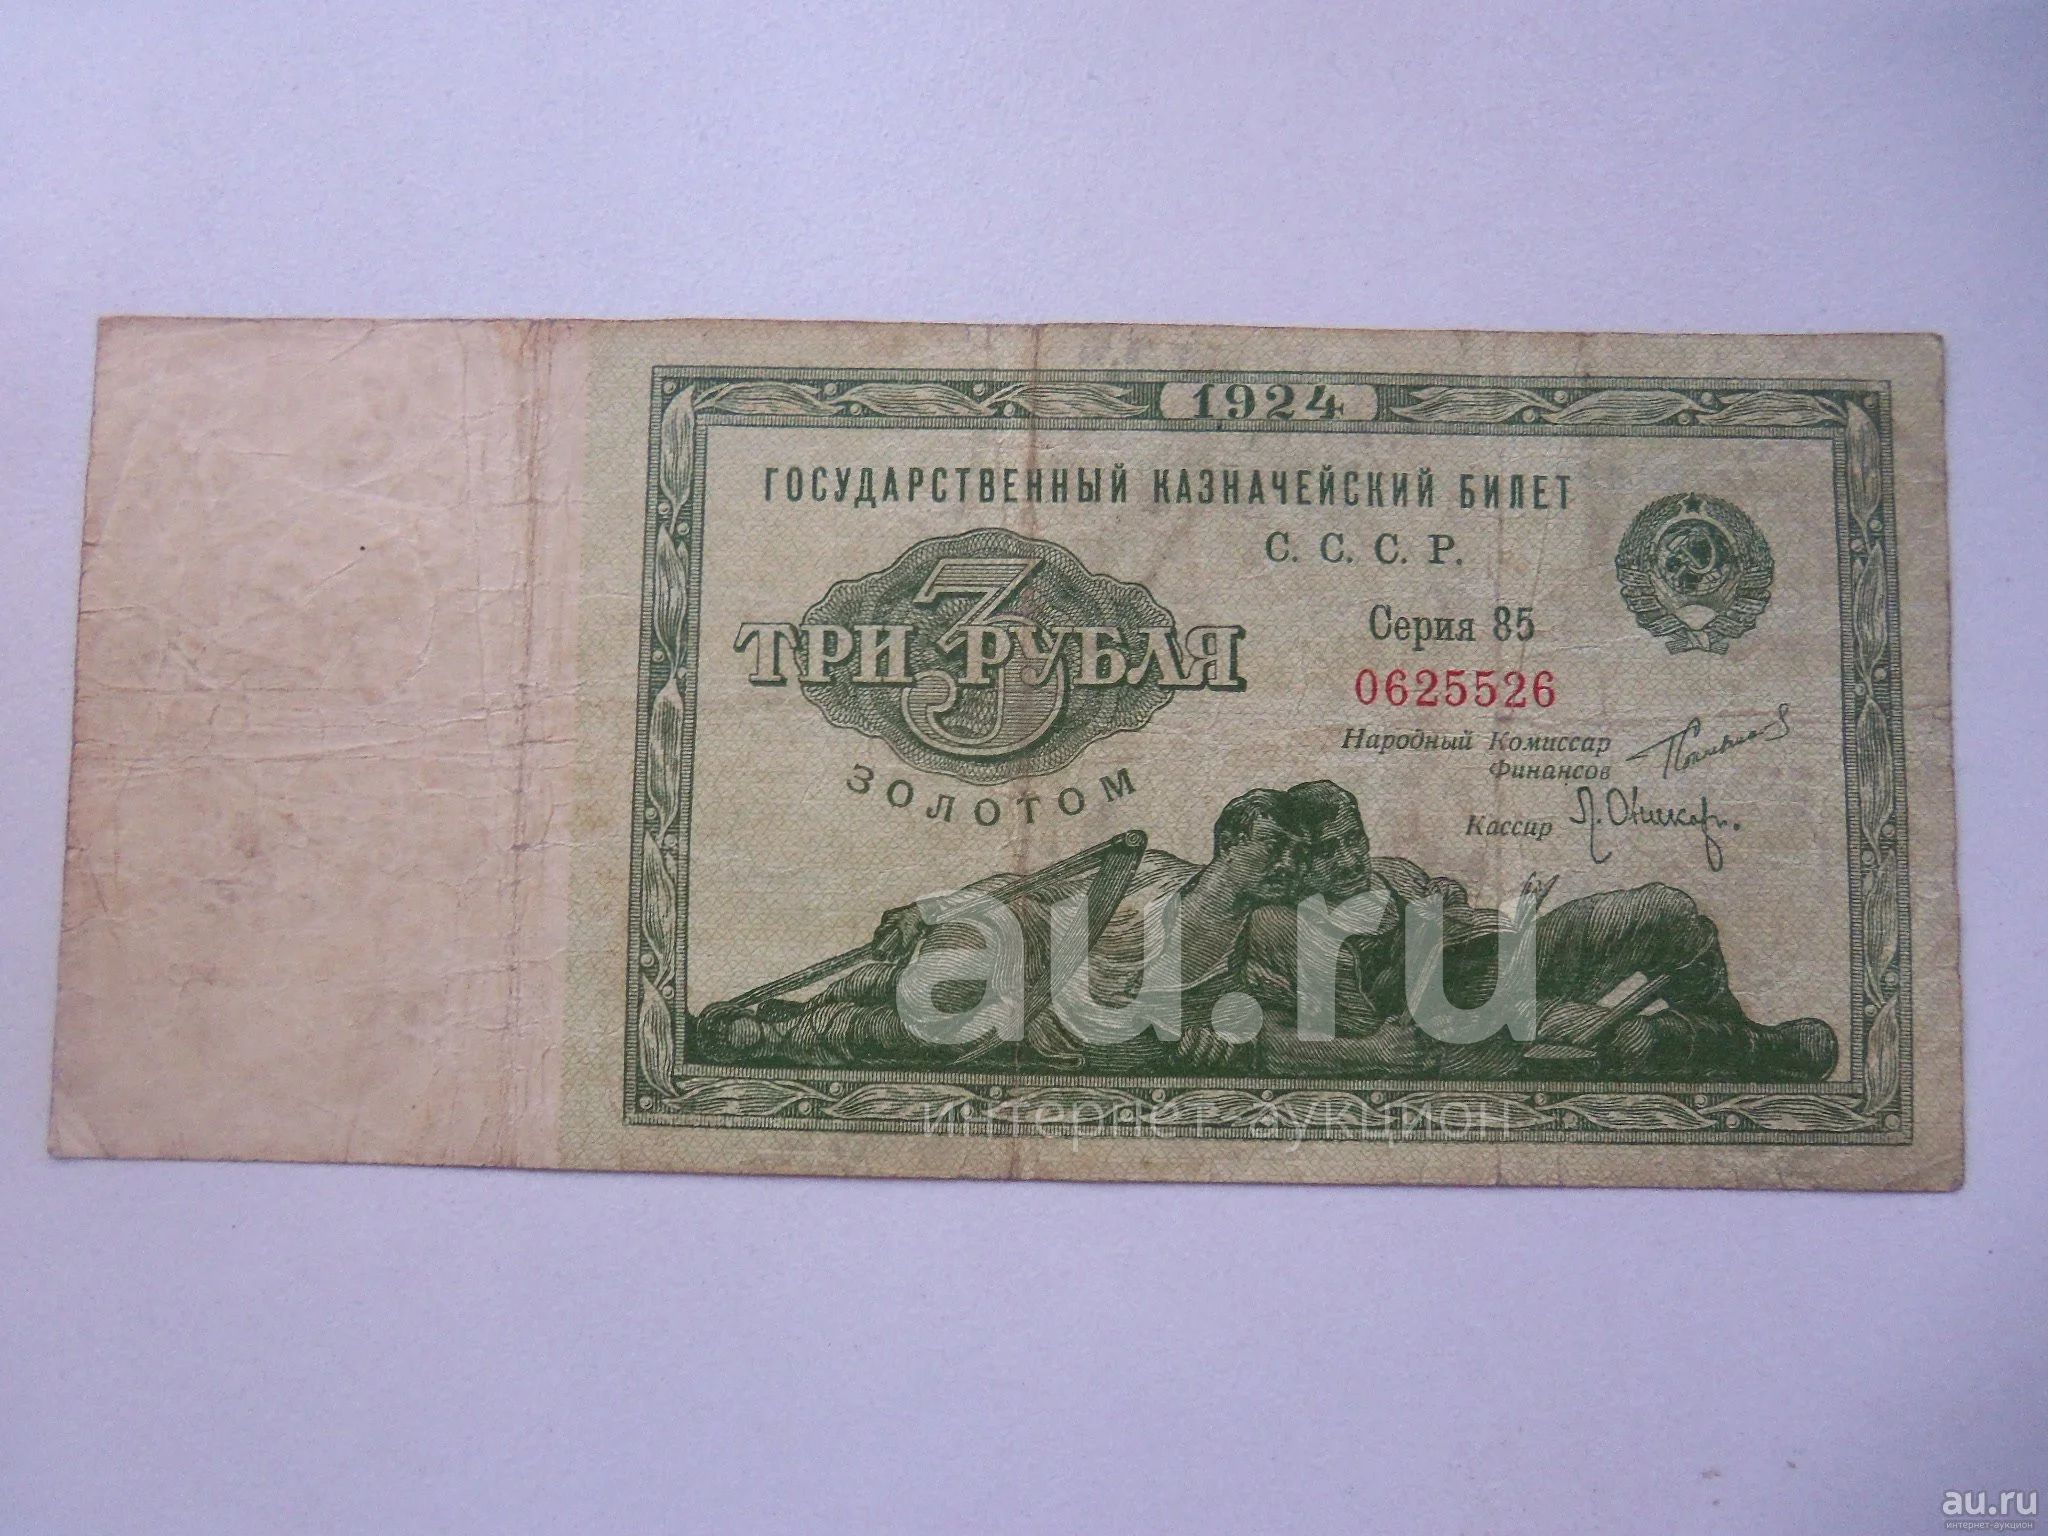 1924
ГОСУДАРСТВЕННЫЙ КАЗНАЧЕЙСКИЙ БИЛЕТ
С. С. С. Р.
3
ТРИ РУБЛЯ
ЗОЛОТОМ
Серия 85
0625526
Народный Комиссар
Финансов
Кассир
au.ru
интернет-аукцион
au.ru
интернет-аукцион